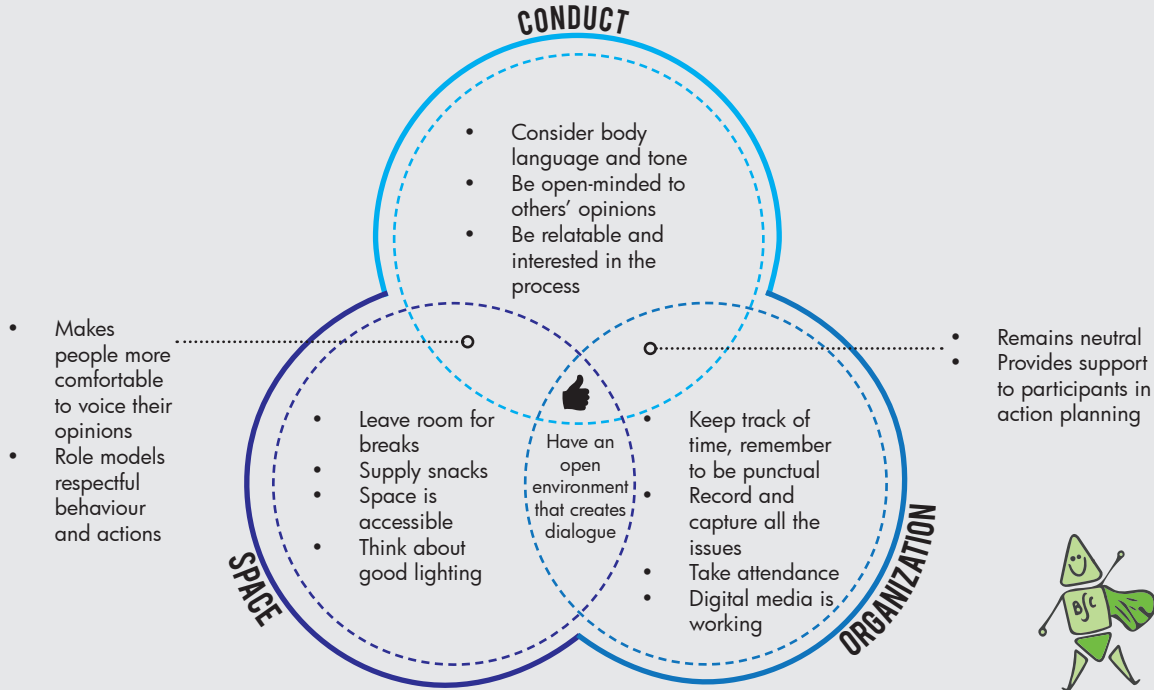 CONDUCT
• Consider body
language and tone
• Be open-minded to
others’ opinions
• Be relatable and
interested in the
process
• Makes
people more
comfortable
to voice their
opinions
• Role models
respectful
behaviour
and actions
• Remains neutral
• Provides support
to participants in
action planning
• Leave room for
breaks
• Supply snacks
• Space is
accessible
• Think about
good lighting
Have an
open
environment
that creates
dialogue
• Keep track of
time, remember
to be punctual
• Record and
capture all the
issues
• Take attendance
• Digital media is
working
SPACE
ORGANIZATION
BSC